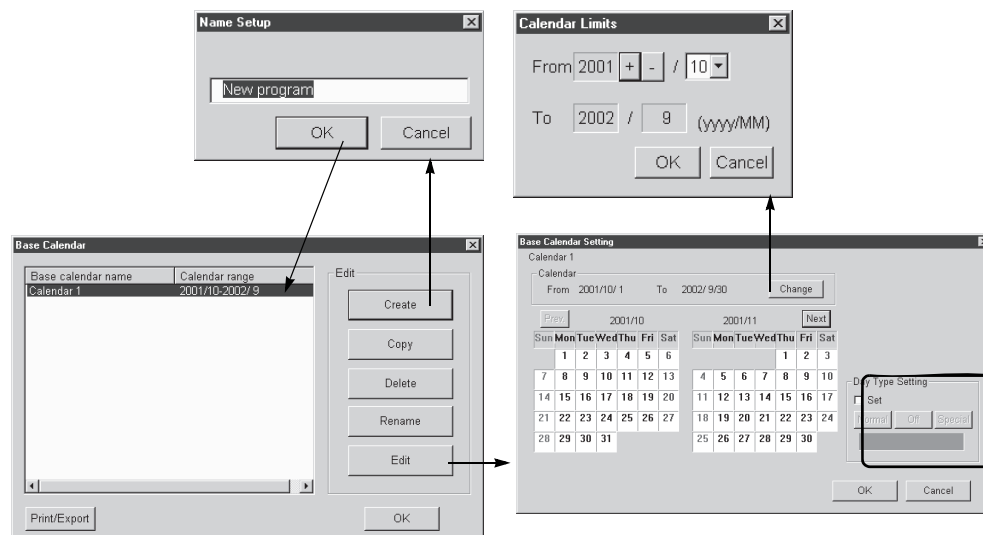 Name Setup
New program
OK Cancel
Calendar Limits
From 2001 + - / 10
To 2002 / 9 (yyyy/MM)
OK Cancel
Base Calendar
Base calendar name Calendar range
Calendar 1 2001/10-2002/ 9
Edit
Create
Copy
Delete
Rename
Edit
Print/Export OK
Base Calendar Setting
Calendar 1
Calendar
From 2001/10/ 1 To 2002/ 9/30 Change
Prev 2001/10 2001/11 Next
Sun Mon Tue Wed Thu Fri Sat Sun Mon Tue Wed Thu Fri Sat
1 2 3 4 5 6 1 2 3
7 8 9 10 11 12 13 4 5 6 7 8 9 10
14 15 16 17 18 19 20 11 12 13 14 15 16 17
21 22 23 24 25 26 27 18 19 20 21 22 23 24
28 29 30 31 25 26 27 28 29 30
Day Type Setting
Set
Normal Off Special
OK Cancel